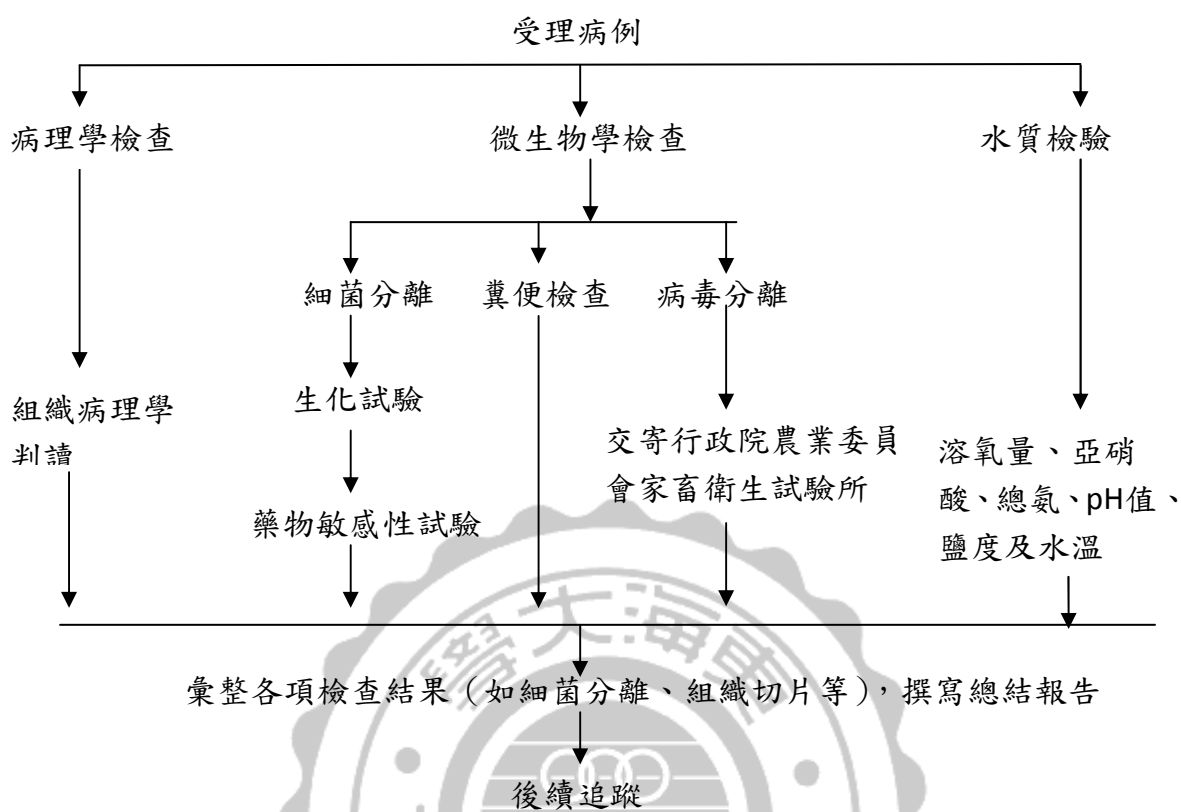 受理病例
病理學檢查
微生物學檢查
水質檢驗
細菌分離
糞便檢查
病毒分離
生化試驗
組織病理學
判讀
交寄行政院農業委員
會家畜衛生試驗所
溶氧量、亞硝
酸、總氨、pH值、
鹽度及水溫
藥物敏感性試驗
彙整各項檢查結果（如細菌分離、組織切片等），撰寫總結報告
後續追蹤
東海大學